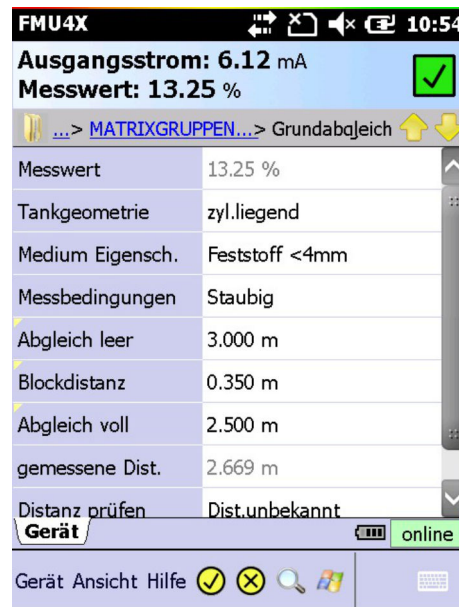 FMU4X 10:54
Ausgangsstrom: 6.12 mA
Messwert: 13.25 %
...> MATRIXGRUPPEN...> Grundabgleich
Messwert 13.25 %
Tankgeometrie zyl.liegend
Medium Eigensch. Feststoff <4mm
Messbedingungen Staubig
Abgleich leer 3.000 m
Blockdistanz 0.350 m
Abgleich voll 2.500 m
gemessene Dist. 2.669 m
Distanz prüfen Dist.unbekannt
Gerät online
Gerät Ansicht Hilfe